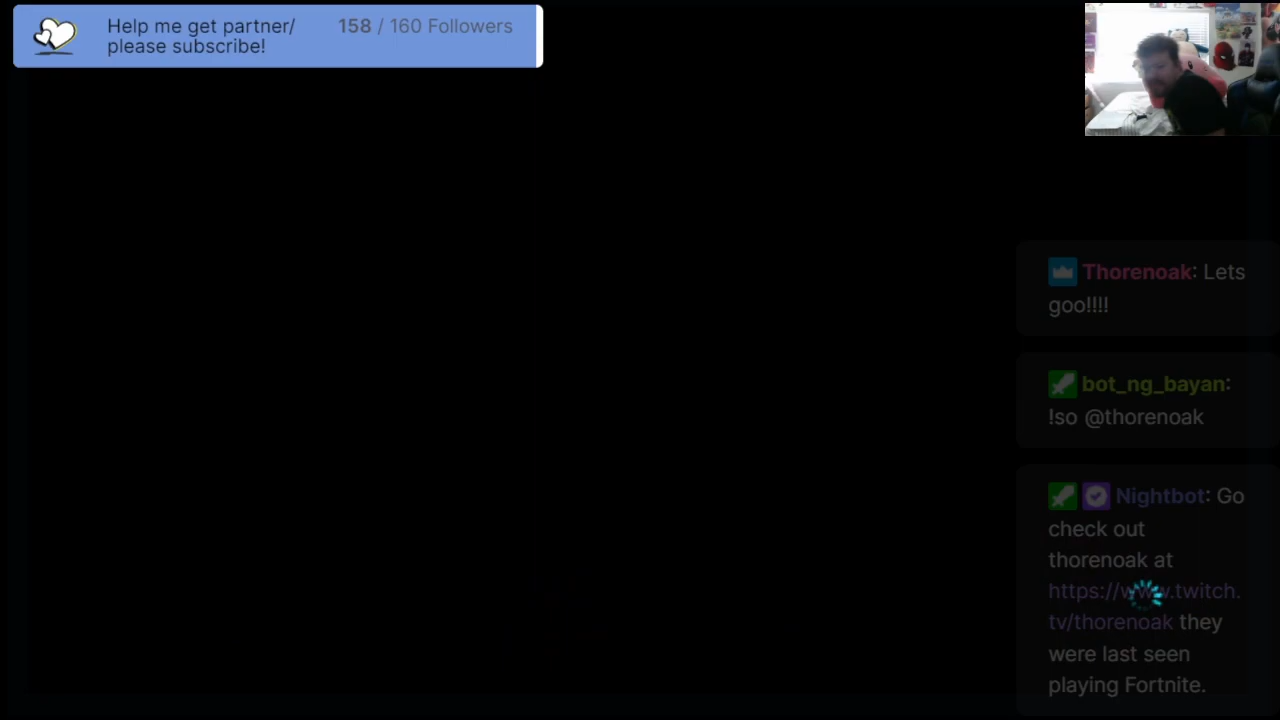 Help me get partner/
please subscribe!
158 / 160 Followers
Thorenoak: Lets
goo!!!!
bot_ng_bayan:
!so @thorenoak
Nightbot: Go
check out
thorenoak at
https://www.twitch.
tv/thorenoak they
were last seen
playing Fortnite.